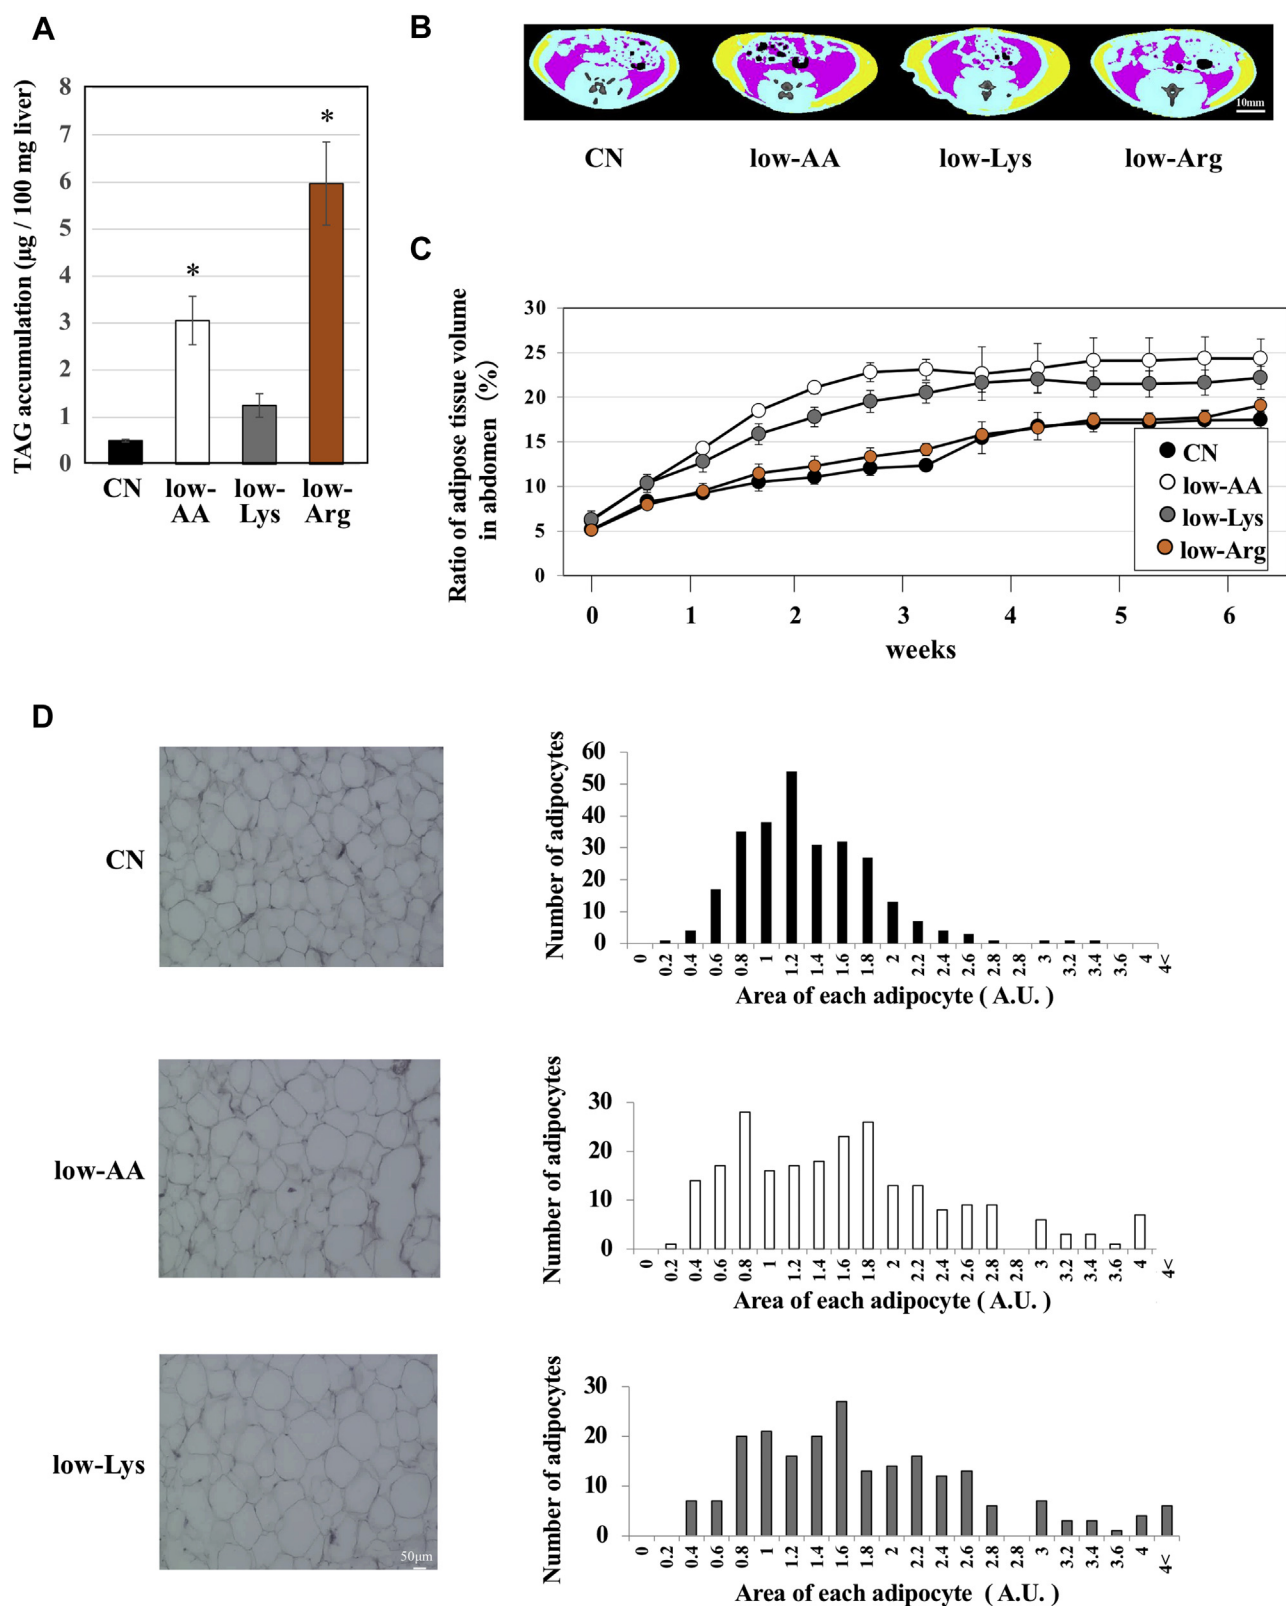 A
TAG accumulation (μg / 100 mg liver)
8
7
6
5
4
3
2
1
0
*
*
CN
low-
AA
low-
Lys
low-
Arg
B
10mm
CN low-AA low-Lys low-Arg
C
Ratio of adipose tissue volume
in abdomen (%)
30
25
20
15
10
5
0
CN
low-AA
low-Lys
low-Arg
0 1 2 3 4 5 6
weeks
D
CN
Number of adipocytes
60
50
40
30
20
10
0
0 0.2 0.4 0.6 0.8 1 1.2 1.4 1.6 1.8 2 2.2 2.4 2.6 2.8 2.8 3 3.2 3.4 3.6 4 4<
Area of each adipocyte ( A.U. )
low-AA
Number of adipocytes
30
20
10
0
0 0.2 0.4 0.6 0.8 1 1.2 1.4 1.6 1.8 2 2.2 2.4 2.6 2.8 2.8 3 3.2 3.4 3.6 4 4<
Area of each adipocyte ( A.U. )
low-Lys
50μm
Number of adipocytes
30
20
10
0
0 0.2 0.4 0.6 0.8 1 1.2 1.4 1.6 1.8 2 2.2 2.4 2.6 2.8 2.8 3 3.2 3.4 3.6 4 4<
Area of each adipocyte ( A.U. )